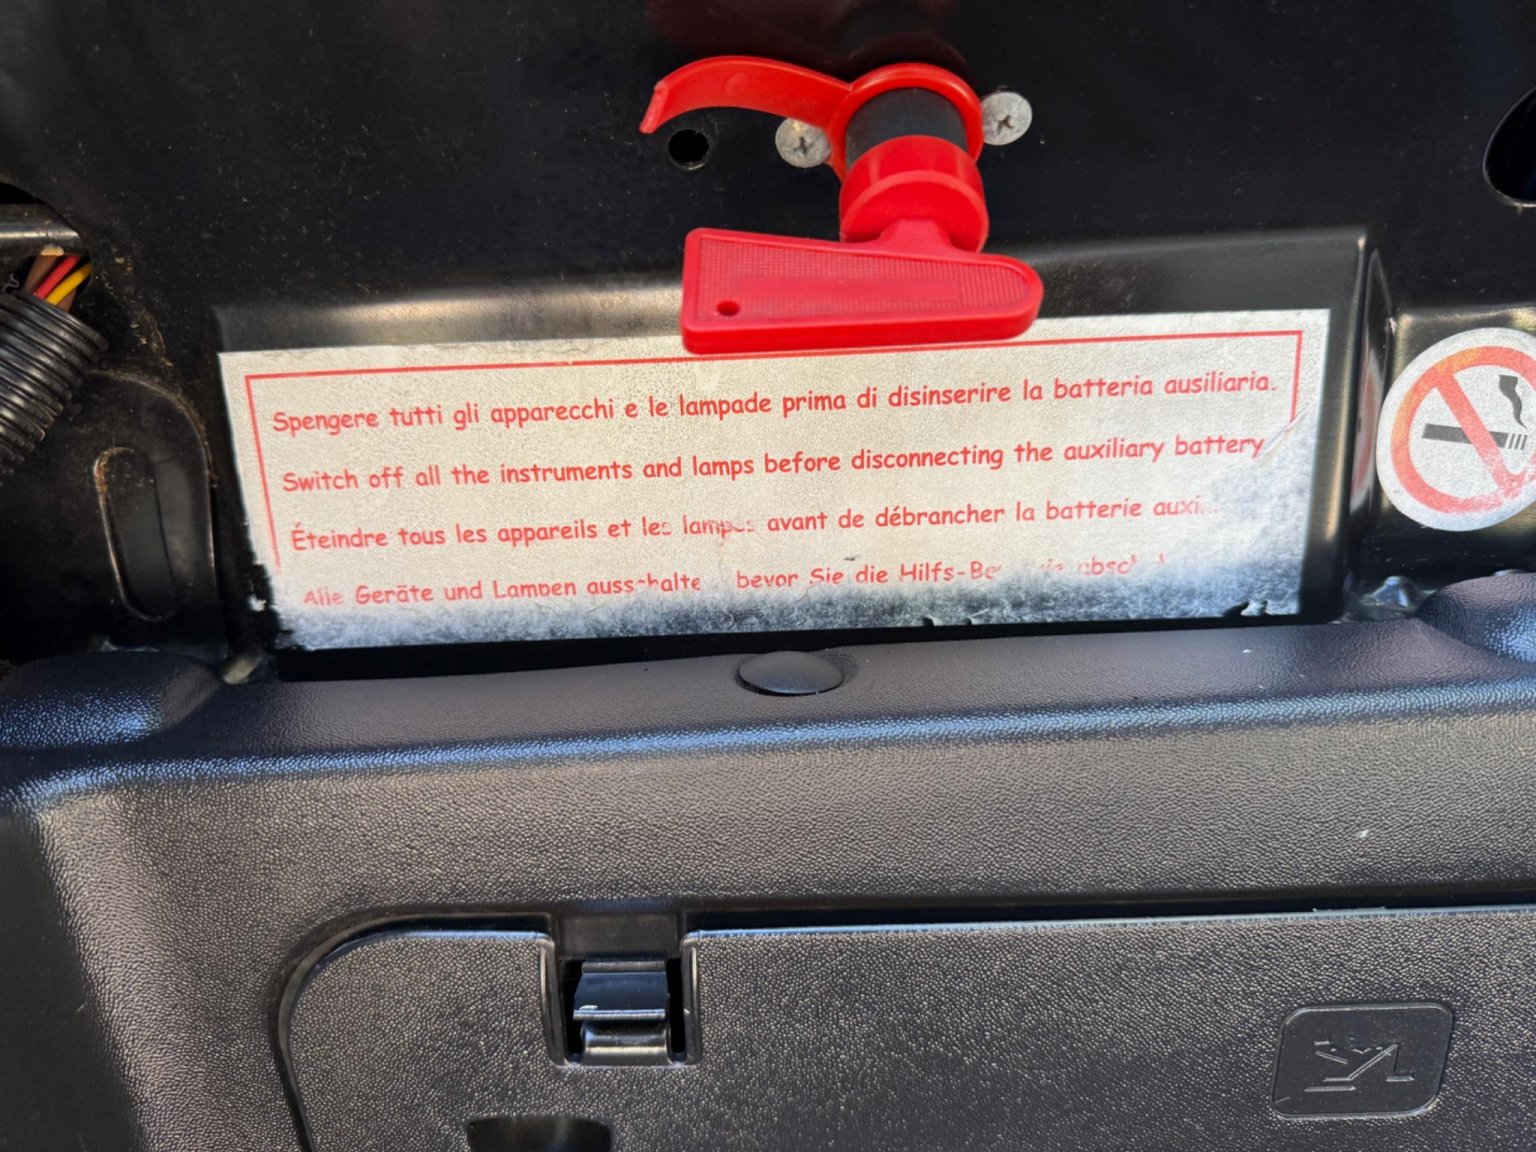 Spengere tutti gli apparecchi e le lampade prima di disinserire la batteria ausiliaria.
Switch off all the instruments and lamps before disconnecting the auxiliary battery
Éteindre tous les appareils et les lampes avant de débrancher la batterie
Alle Geräte und Lampen bevor Sie die